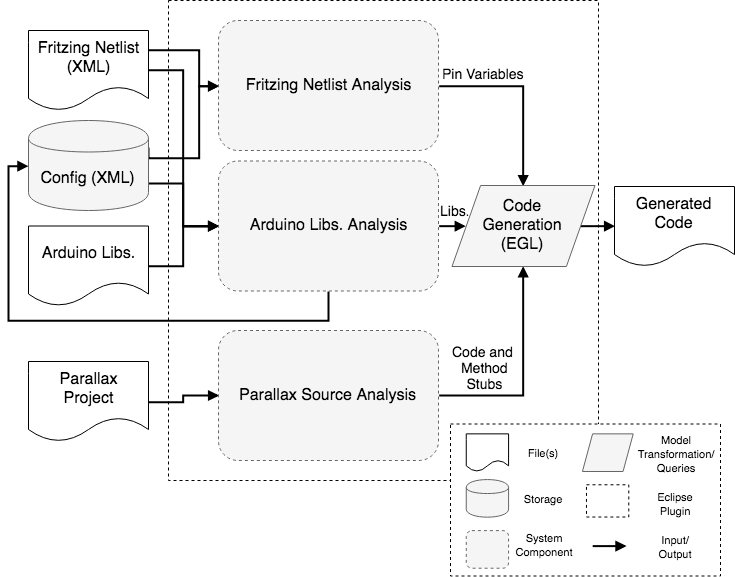 Fritzing Netlist
(XML)
Fritzing Netlist Analysis
Pin Variables
Config (XML)
Arduino Libs. Analysis
Libs.
Code
Generation
(EGL)
Generated
Code
Arduino Libs.
Parallax
Project
Parallax Source Analysis
Code and
Method
Stubs
File(s)
Model
Transformation/
Queries
Storage
Eclipse
Plugin
System
Component
Input/
Output